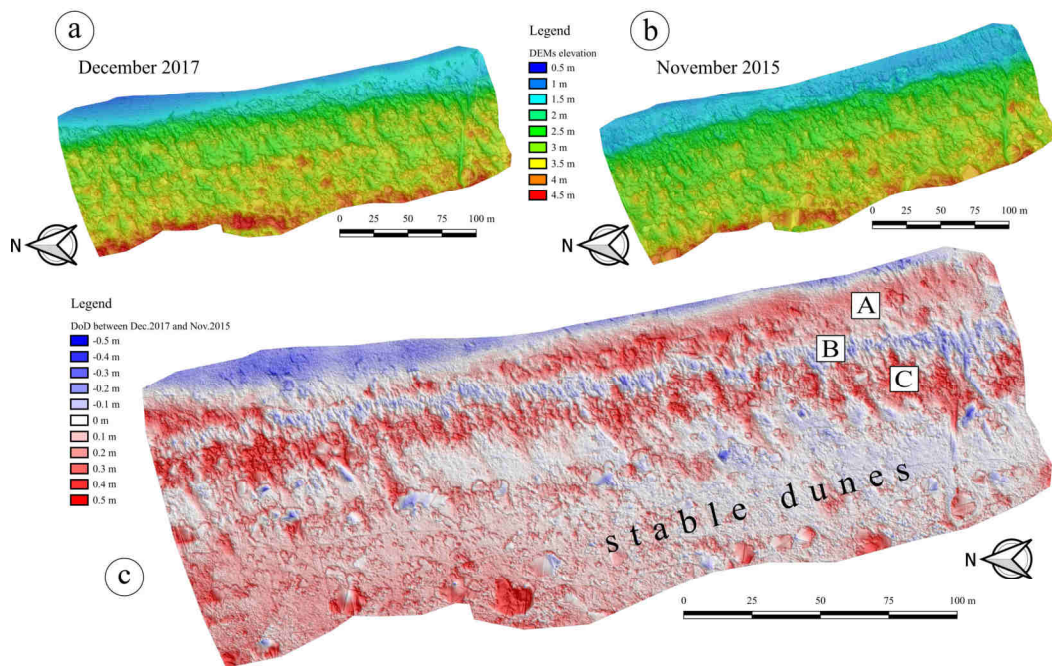 a
December 2017
Legend
DEMs elevation
0.5 m
1 m
1.5 m
2 m
2.5 m
3 m
3.5 m
4 m
4.5 m
b
November 2015
0 25 50 75 100 m
N
0 25 50 75 100 m
N
Legend
DoD between Dec.2017 and Nov.2015
-0.5 m
-0.4 m
-0.3 m
-0.2 m
-0.1 m
0 m
0.1 m
0.2 m
0.3 m
0.4 m
0.5 m
A
B
C
stable dunes
c
N
0 25 50 75 100 m